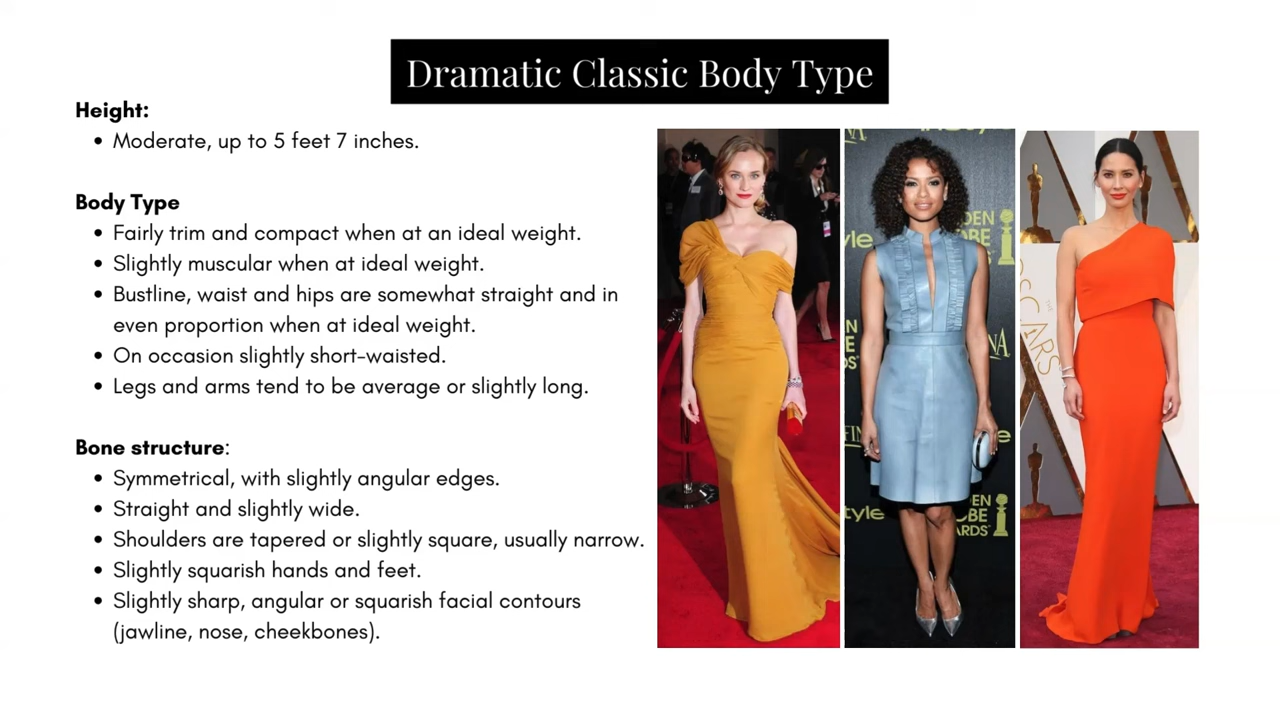 Dramatic Classic Body Type
Height:
• Moderate, up to 5 feet 7 inches.
Body Type
• Fairly trim and compact when at an ideal weight.
• Slightly muscular when at ideal weight.
• Bustline, waist and hips are somewhat straight and in
even proportion when at ideal weight.
• On occasion slightly short-waisted.
• Legs and arms tend to be average or slightly long.
Bone structure:
• Symmetrical, with slightly angular edges.
• Straight and slightly wide.
• Shoulders are tapered or slightly square, usually narrow.
• Slightly squarish hands and feet.
• Slightly sharp, angular or squarish facial contours
(jawline, nose, cheekbones).
OSCARS